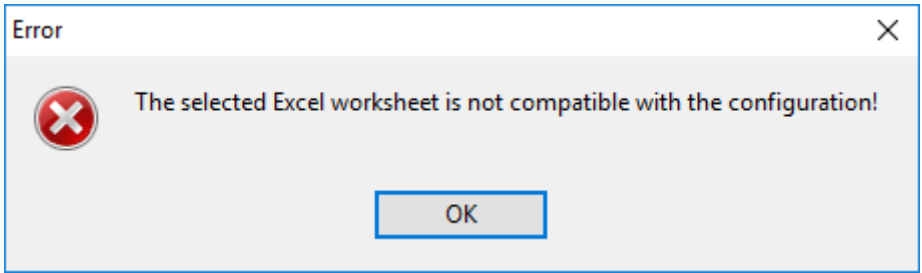 Error
The selected Excel worksheet is not compatible with the configuration!
OK